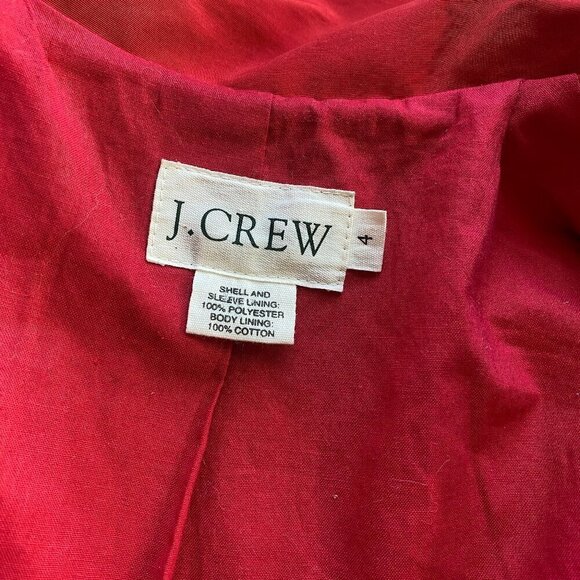 J.CREW
4
SHELL AND
SLEEVE LINING:
100% POLYESTER
BODY LINING:
100% COTTON